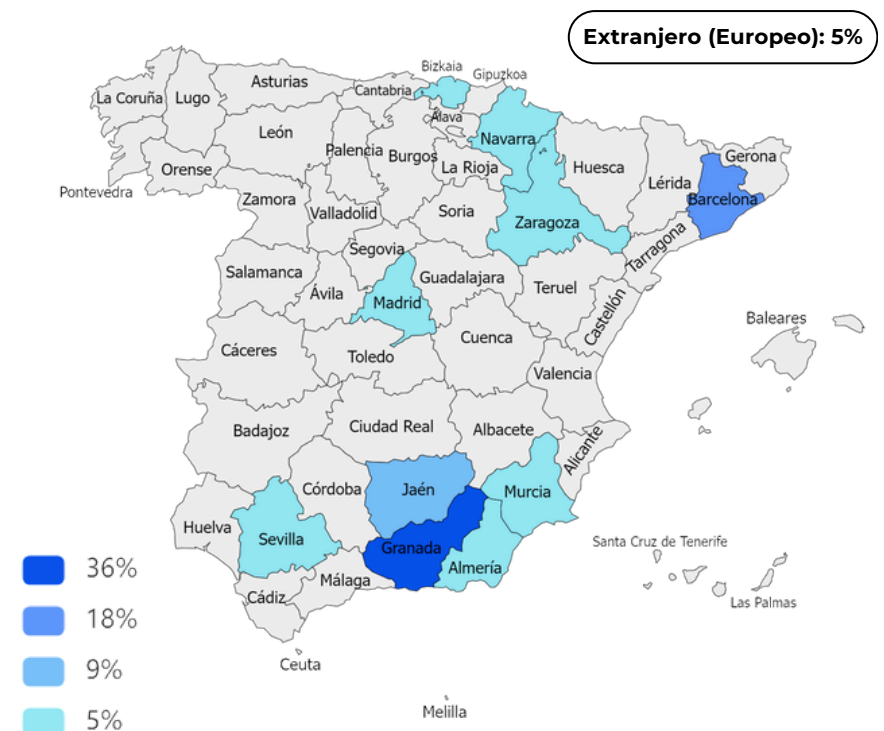 Extranjero (Europeo): 5%
Bizkaia
Gipuzkoa
Asturias
Cantabria
La Coruña
Lugo
Álava
León
Navarra
Palencia
Burgos
La Rioja
Huesca
Gerona
Orense
Lérida
Pontevedra
Zamora
Barcelona
Valladolid
Soria
Zaragoza
Segovia
Tarragona
Salamanca
Guadalajara
Ávila
Teruel
Madrid
Castellón
Baleares
Cuenca
Cáceres
Toledo
Valencia
Badajoz
Ciudad Real
Albacete
Alicante
Córdoba
Jaén
Murcia
Huelva
Sevilla
Granada
Santa Cruz de Tenerife
Almería
36%
Málaga
Cádiz
Las Palmas
18%
Ceuta
9%
Melilla
5%